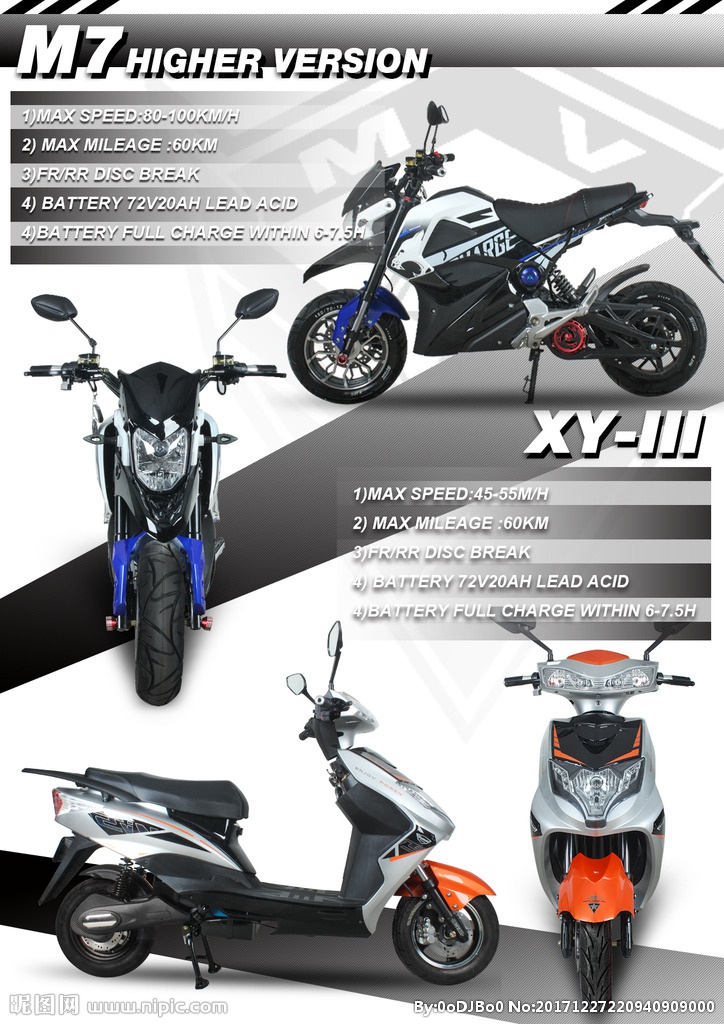 M7 HIGHER VERSION
1)MAX SPEED:80-100KM/H
2) MAX MILEAGE :60KM
3)FR/RR DISC BREAK
4) BATTERY 72V20AH LEAD ACID
4)BATTERY FULL CHARGE WITHIN 6-7.5H
M V
CHARGE
XY-III
1)MAX SPEED:45-55M/H
2) MAX MILEAGE :60KM
3)FR/RR DISC BREAK
4) BATTERY 72V20AH LEAD ACID
4)BATTERY FULL CHARGE WITHIN 6-7.5H
ENJOY POWER
昵图网 www.nipic.com
By:0oDJBo0 No:20171227220940909000